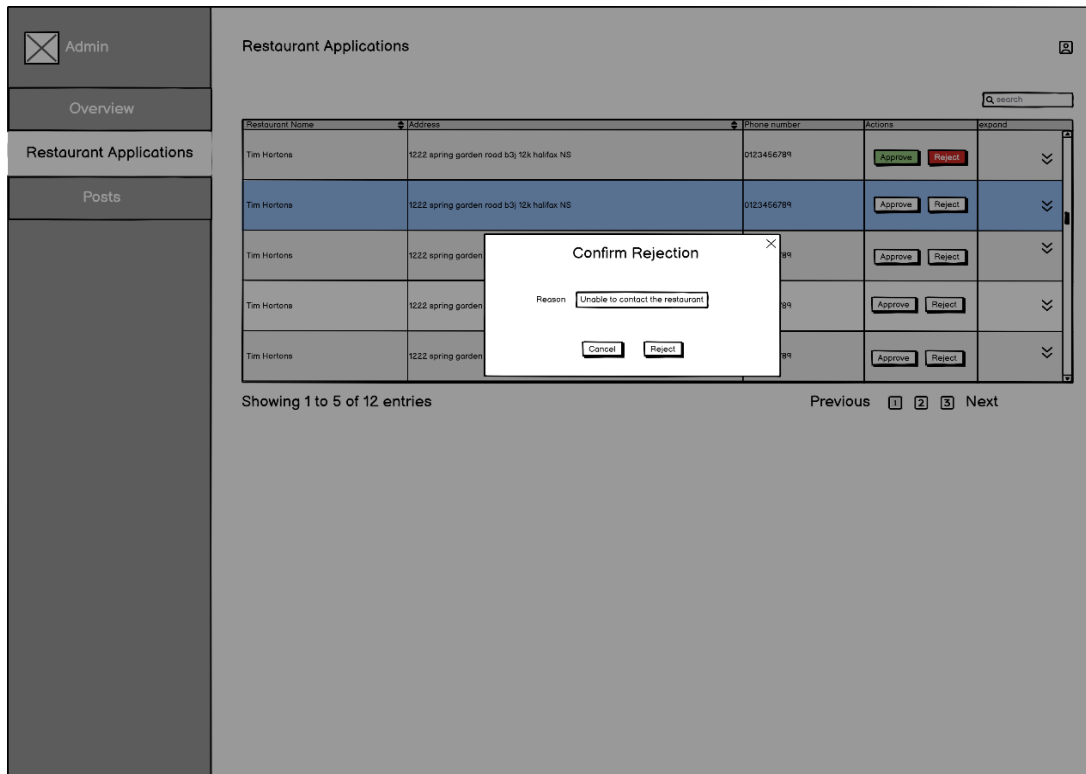 Admin
Restaurant Applications
Overview
search
Restaurant Applications
Posts
Restaurant Name Address Phone number Actions expand
Tim Hortons 1222 spring garden road b3j 12k halifax NS 0123456789 Approve Reject
Tim Hortons 1222 spring garden road b3j 12k halifax NS 0123456789 Approve Reject
Tim Hortons 1222 spring garden 789 Approve Reject
Tim Hortons 1222 spring garden 789 Approve Reject
Tim Hortons 1222 spring garden 789 Approve Reject
Confirm Rejection
Reason Unable to contact the restaurant
Cancel Reject
Showing 1 to 5 of 12 entries
Previous 1 2 3 Next